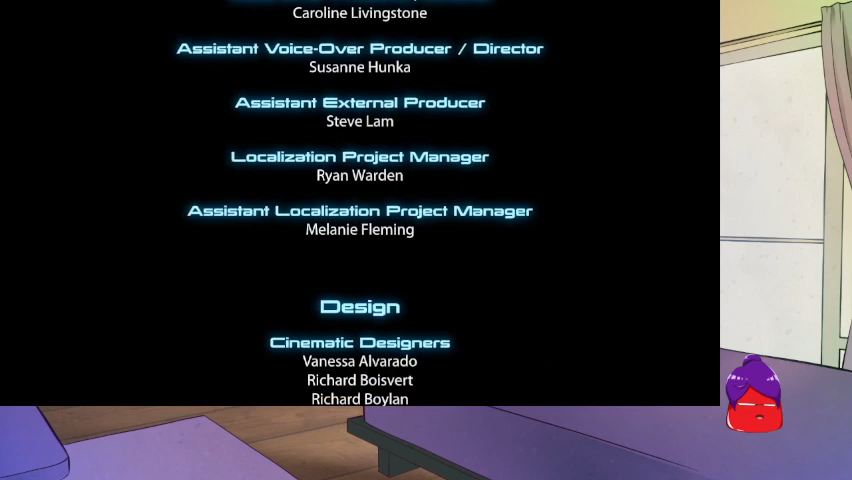 Caroline Livingstone
Assistant Voice-Over Producer / Director
Susanne Hunka
Assistant External Producer
Steve Lam
Localization Project Manager
Ryan Warden
Assistant Localization Project Manager
Melanie Fleming
Design
Cinematic Designers
Vanessa Alvarado
Richard Boisvert
Richard Boylan